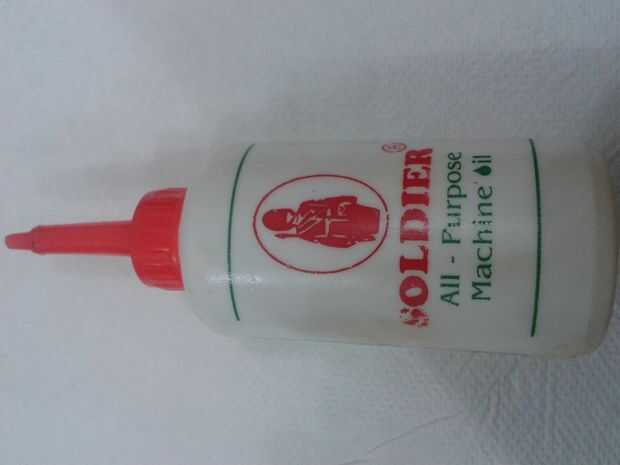 SOLDIER®
All - Purpose
Machine oil